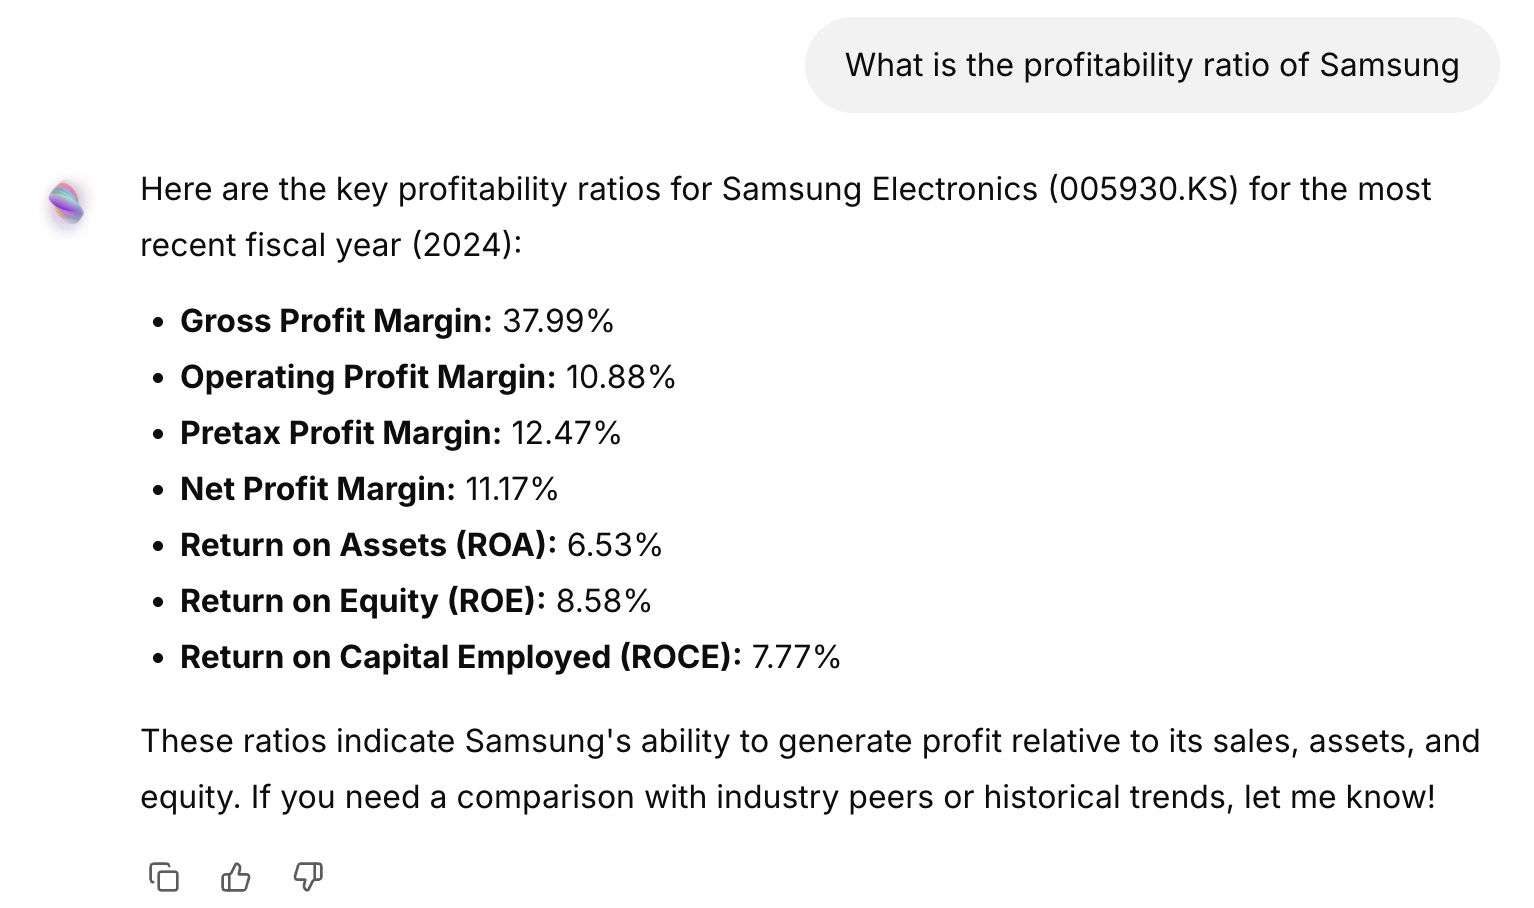 What is the profitability ratio of Samsung
Here are the key profitability ratios for Samsung Electronics (005930.KS) for the most
recent fiscal year (2024):
• Gross Profit Margin: 37.99%
• Operating Profit Margin: 10.88%
• Pretax Profit Margin: 12.47%
• Net Profit Margin: 11.17%
• Return on Assets (ROA): 6.53%
• Return on Equity (ROE): 8.58%
• Return on Capital Employed (ROCE): 7.77%
These ratios indicate Samsung's ability to generate profit relative to its sales, assets, and
equity. If you need a comparison with industry peers or historical trends, let me know!